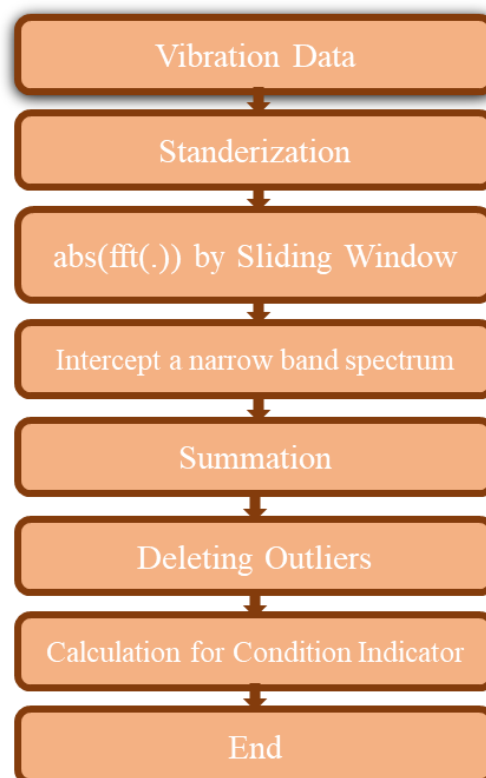 Vibration Data
Standerization
abs(fft(.)) by Sliding Window
Intercept a narrow band spectrum
Summation
Deleting Outliers
Calculation for Condition Indicator
End